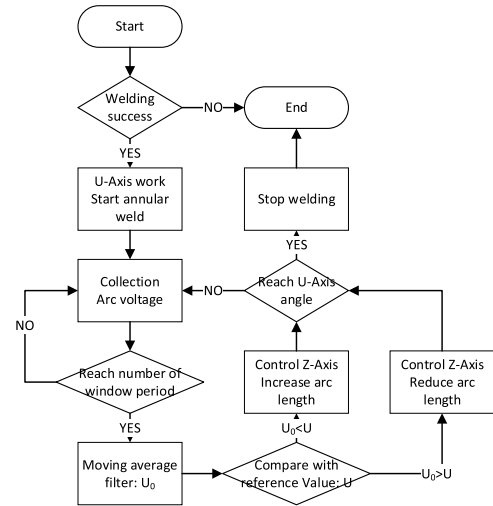 Start
Welding
success
NO
End
YES
U-Axis work
Start annular
weld
Stop welding
YES
Collection
Arc voltage
NO
Reach U-Axis
angle
NO
Reach number of
window period
Control Z-Axis
Increase arc
length
Control Z-Axis
Reduce arc
length
YES
U₀<U
Moving average
filter: U₀
Compare with
reference Value: U
U₀>U